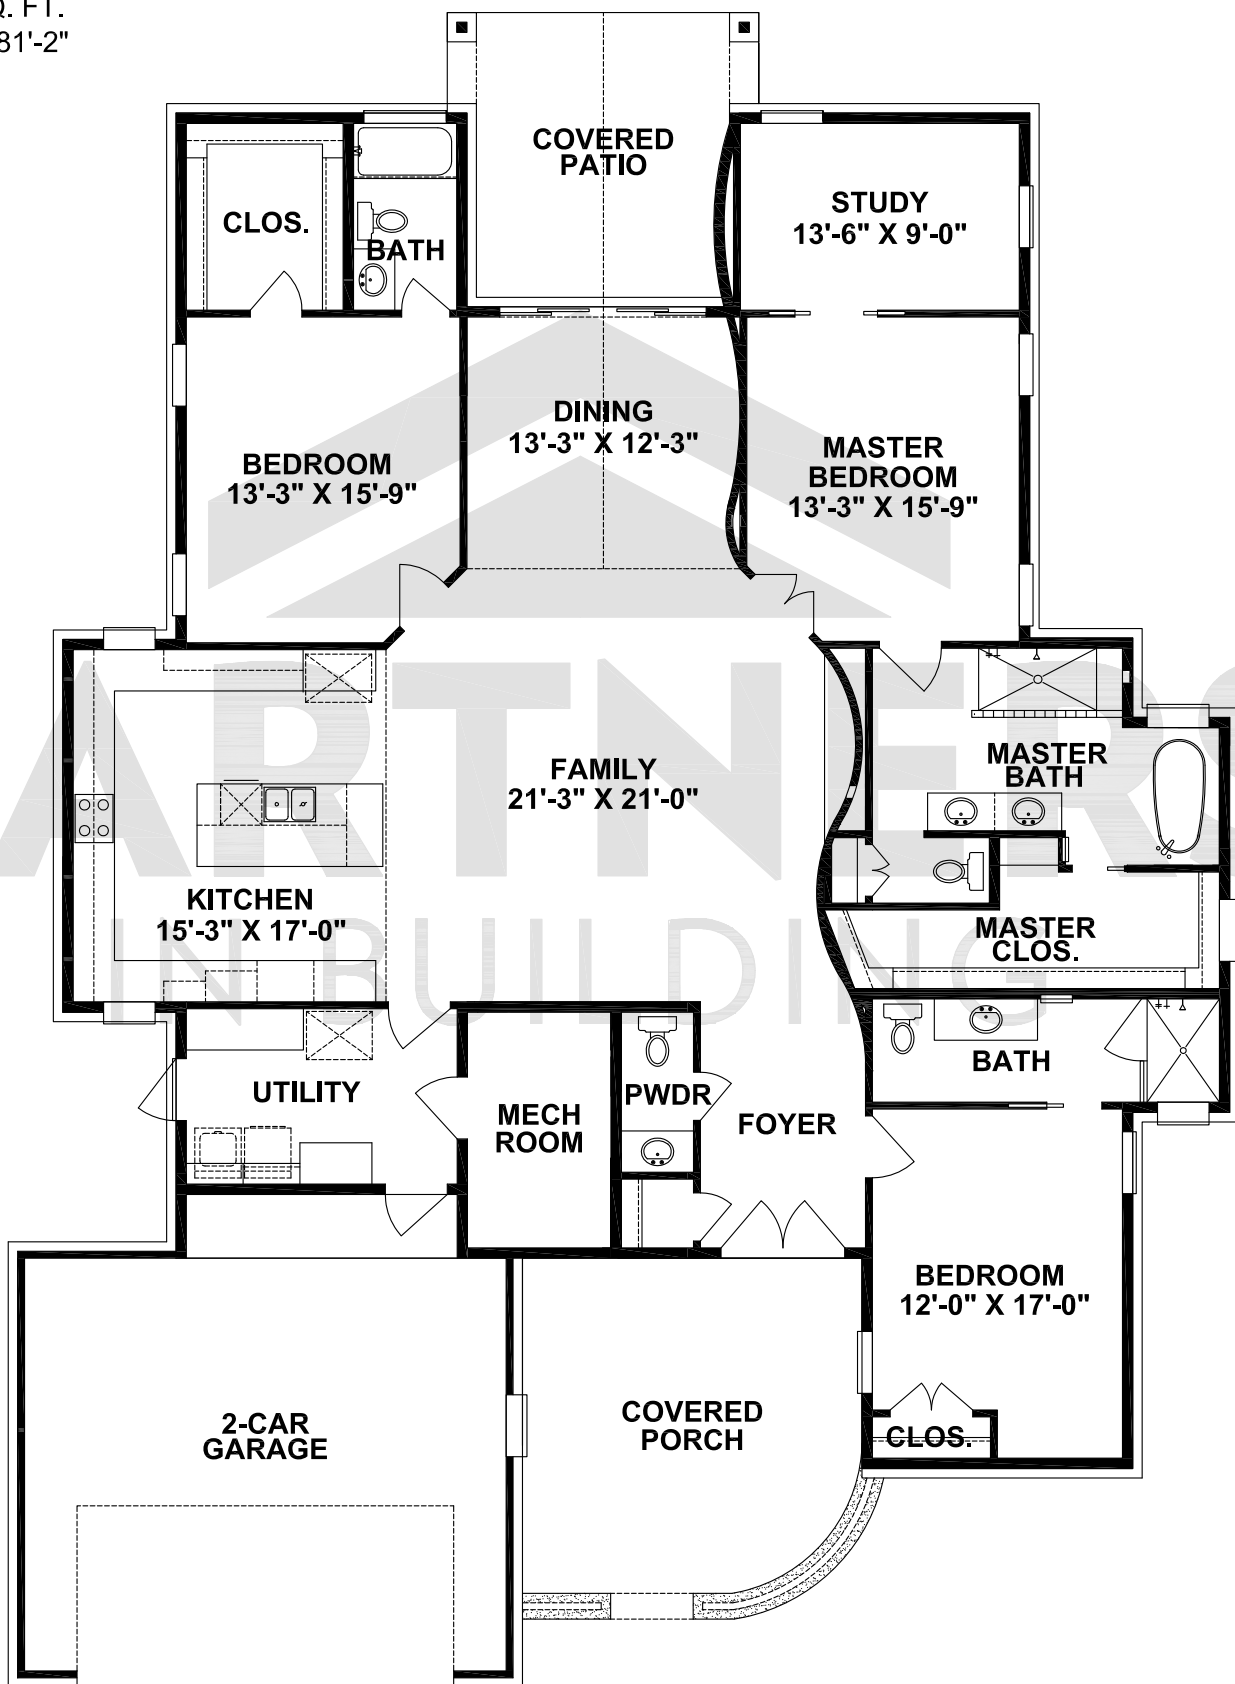 . FT.
81'-2"
COVERED
PATIO
STUDY
13'-6" X 9'-0"
CLOS.
BATH
DINING
13'-3" X 12'-3"
BEDROOM
13'-3" X 15'-9"
MASTER
BEDROOM
13'-3" X 15'-9"
ARTNERS
IN BUILDING
FAMILY
21'-3" X 21'-0"
MASTER
BATH
KITCHEN
15'-3" X 17'-0"
MASTER
CLOS.
BATH
UTILITY
MECH
ROOM
PWDR
FOYER
BEDROOM
12'-0" X 17'-0"
2-CAR
GARAGE
COVERED
PORCH
CLOS.